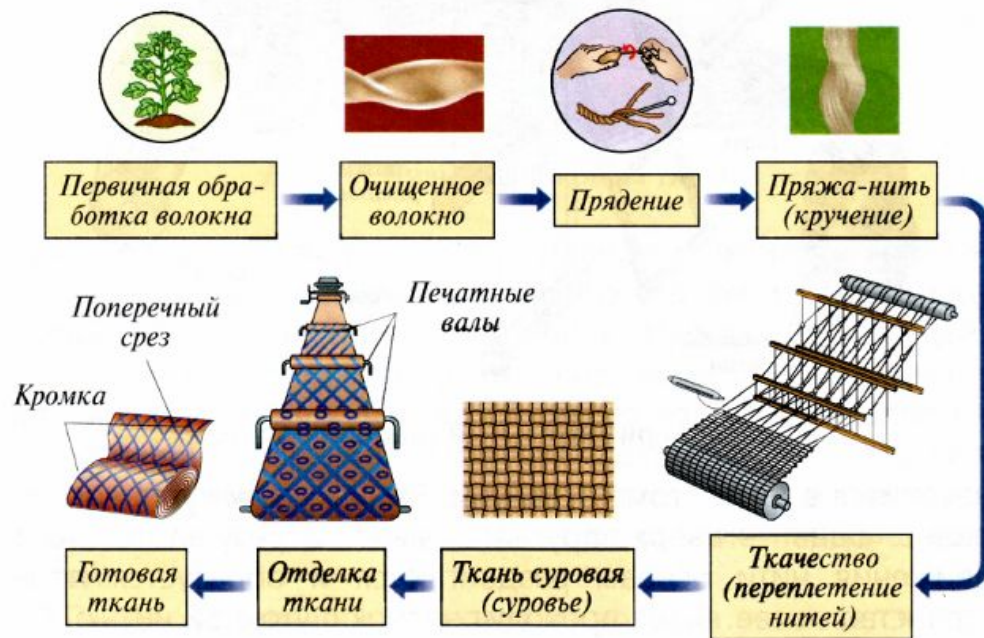 Первичная обра-
ботка волокна
Очищенное
волокно
Прядение
Пряжа-нить
(кручение)
Поперечный
срез
Кромка
Печатные
валы
Готовая
ткань
Отделка
ткани
Ткань суровая
(суровье)
Ткачество
(переплетение
нитей)